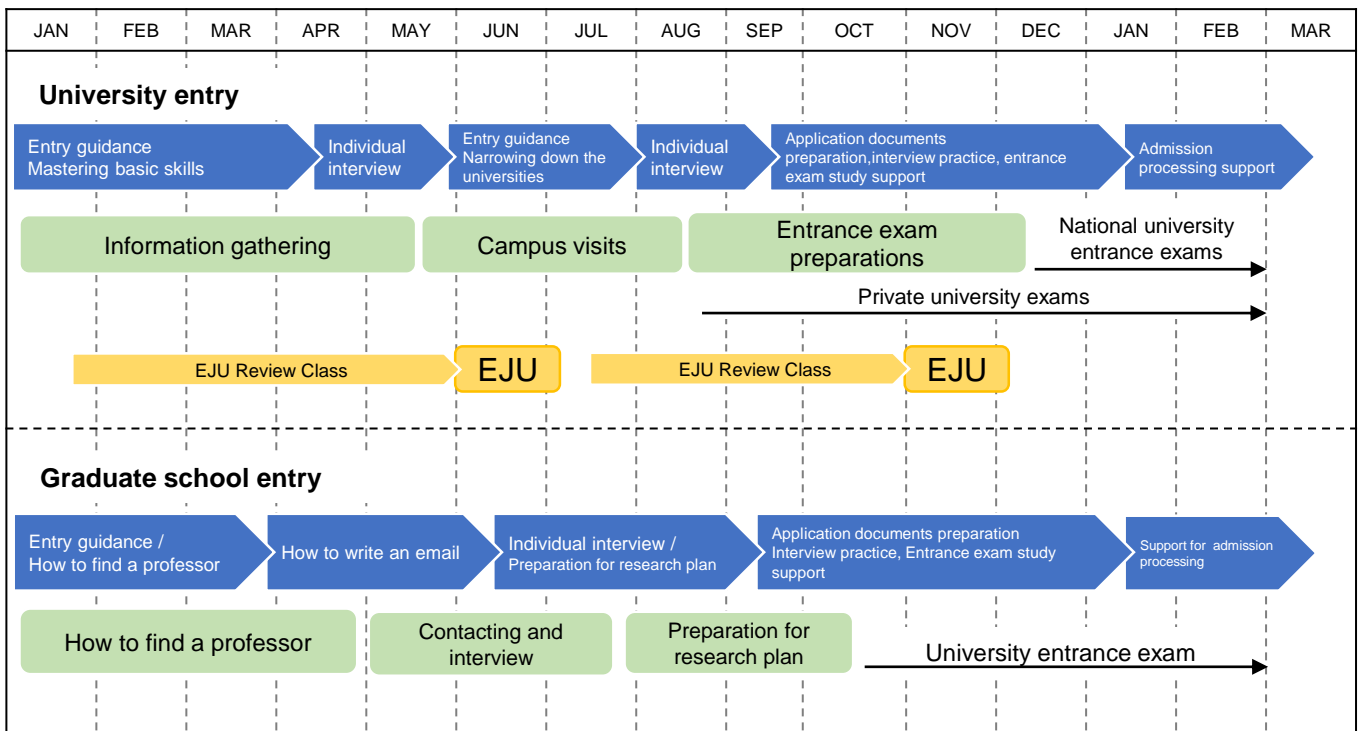 JAN FEB MAR APR MAY JUN JUL AUG SEP OCT NOV DEC JAN FEB MAR
University entry
Entry guidance
Mastering basic skills
Individual
interview
Entry guidance
Narrowing down the
universities
Individual
interview
Application documents
preparation,interview practice, entrance
exam study support
Admission
processing support
Information gathering
Campus visits
Entrance exam
preparations
National university
entrance exams
Private university exams
EJU Review Class
EJU
EJU Review Class
EJU
Graduate school entry
Entry guidance /
How to find a professor
How to write an email
Individual interview /
Preparation for research plan
Application documents preparation
Interview practice, Entrance exam study
support
Support for admission
processing
How to find a professor
Contacting and
interview
Preparation for
research plan
University entrance exam